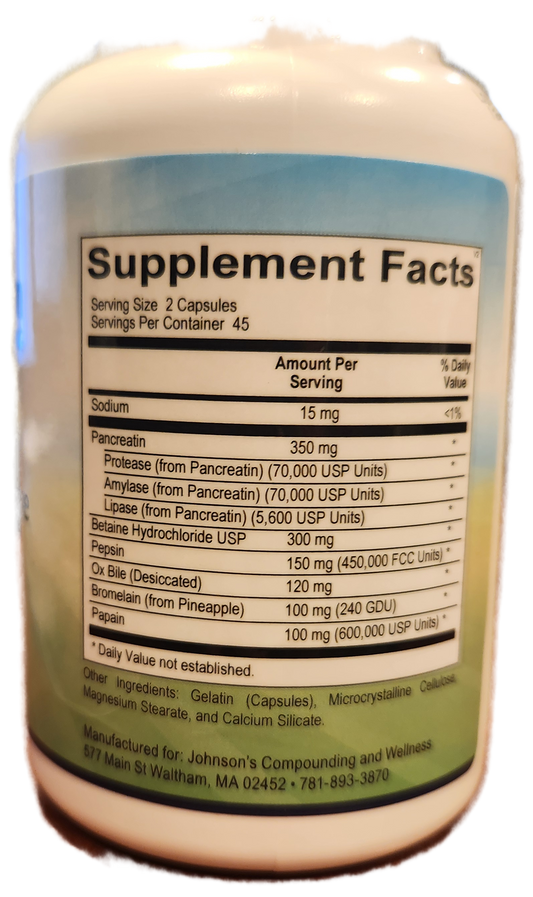 Supplement Facts
Serving Size 2 Capsules
Servings Per Container 45
Amount Per Serving % Daily Value
Sodium 15 mg <1%
Pancreatin 350 mg *
Protease (from Pancreatin) (70,000 USP Units) *
Amylase (from Pancreatin) (70,000 USP Units) *
Lipase (from Pancreatin) (5,600 USP Units) *
Betaine Hydrochloride USP 300 mg *
Pepsin 150 mg (450,000 FCC Units) *
Ox Bile (Desiccated) 120 mg *
Bromelain (from Pineapple) 100 mg (240 GDU) *
Papain 100 mg (600,000 USP Units) *
* Daily Value not established.
Other Ingredients: Gelatin (Capsules), Microcrystalline Cellulose,
Magnesium Stearate, and Calcium Silicate.
Manufactured for: Johnson's Compounding and Wellness
577 Main St Waltham, MA 02452 • 781-893-3870